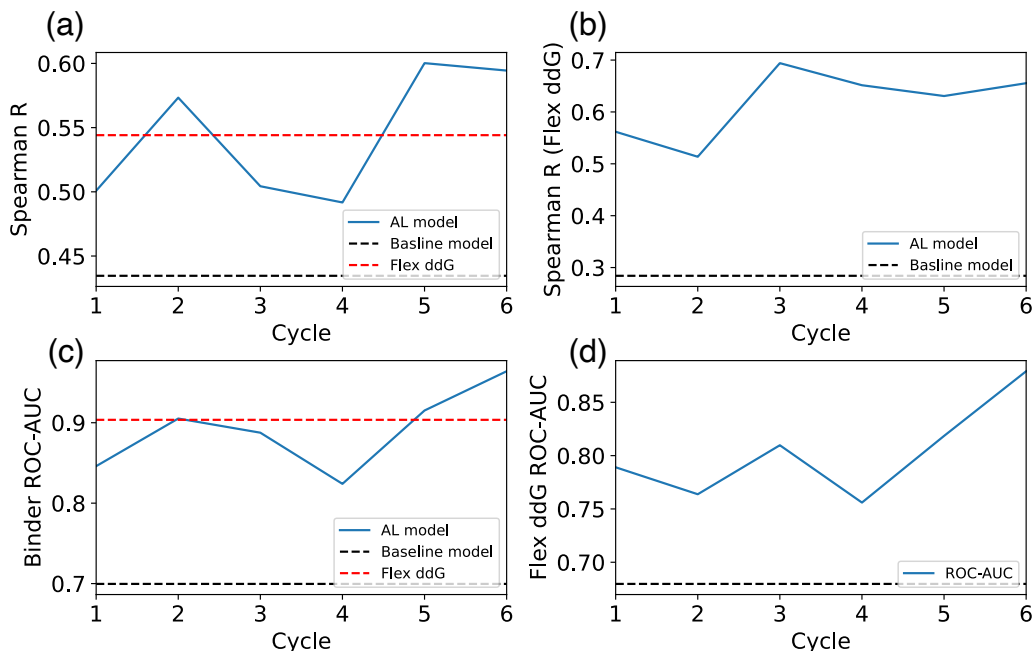 (a)
Spearman R
0.60
0.55
0.50
0.45
AL model
Basline model
Flex ddG
1 2 3 4 5 6
Cycle
(b)
Spearman R (Flex ddG)
0.7
0.6
0.5
0.4
0.3
AL model
Basline model
1 2 3 4 5 6
Cycle
(c)
Binder ROC-AUC
0.9
0.8
0.7
AL model
Baseline model
Flex ddG
1 2 3 4 5 6
Cycle
(d)
Flex ddG ROC-AUC
0.85
0.80
0.75
0.70
ROC-AUC
1 2 3 4 5 6
Cycle